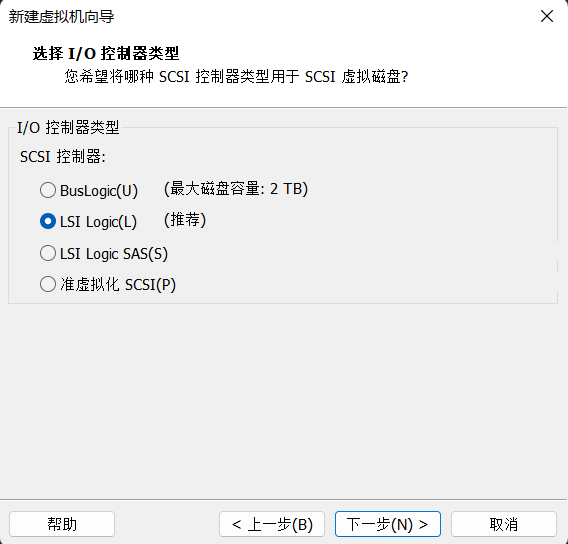 新建虚拟机向导
选择 I/O 控制器类型
您希望将哪种 SCSI 控制器类型用于 SCSI 虚拟磁盘?
I/O 控制器类型
SCSI 控制器:
BusLogic(U) (最大磁盘容量: 2 TB)
LSI Logic(L) (推荐)
LSI Logic SAS(S)
准虚拟化 SCSI(P)
帮助 < 上一步(B) 下一步(N) > 取消